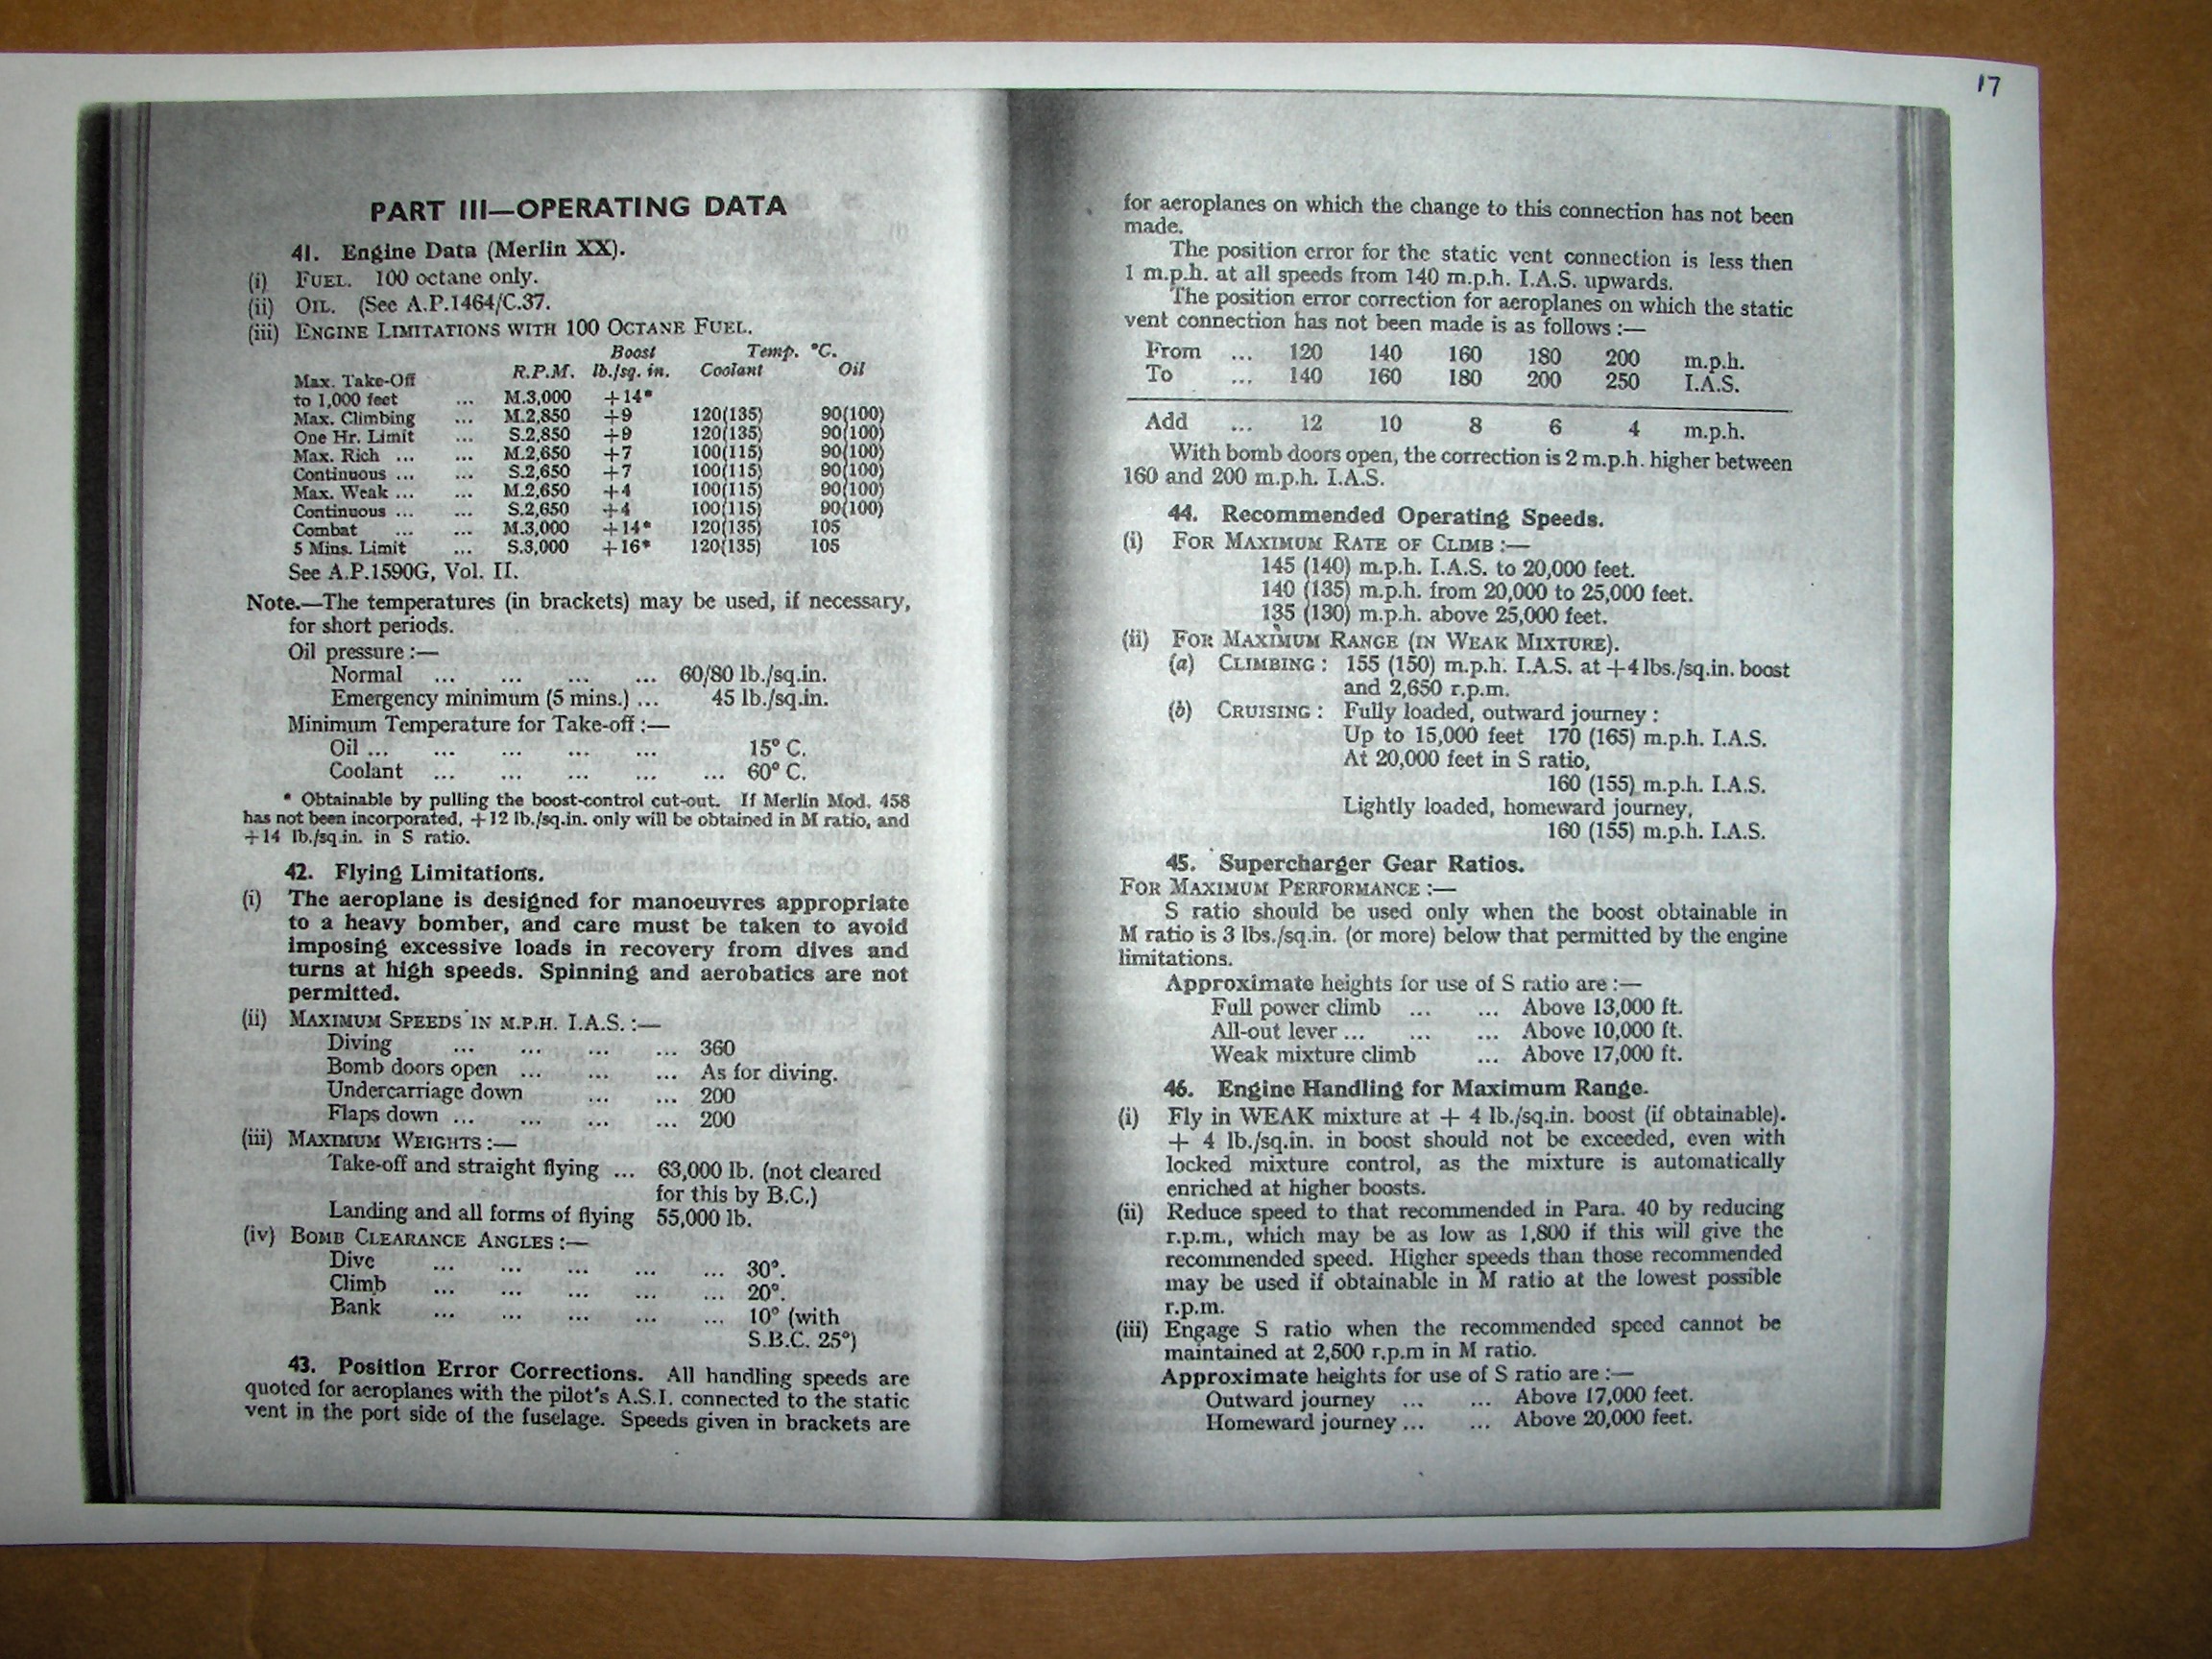 17
PART III—OPERATING DATA
41. Engine Data (Merlin XX).
(i) FUEL. 100 octane only.
(ii) OIL. (See A.P.1464/C.37.
(iii) ENGINE LIMITATIONS WITH 100 OCTANE FUEL.
Boost Temp. °C.
R.P.M. lb./sq. in. Coolant Oil
Max. Take-Off
to 1,000 feet ... M.3,000 +14*
Max. Climbing ... M.2,850 +9 120(135) 90(100)
One Hr. Limit ... S.2,850 +9 120(135) 90(100)
Max. Rich ... ... M.2,650 +7 100(115) 90(100)
Continuous ... ... S.2,650 +7 100(115) 90(100)
Max. Weak ... ... M.2,650 +4 100(115) 90(100)
Continuous ... ... S.2,650 +4 100(115) 90(100)
Combat ... ... M.3,000 +14* 120(135) 105
5 Mins. Limit ... S.3,000 +16* 120(135) 105
See A.P.1590G, Vol. II.
Note.—The temperatures (in brackets) may be used, if necessary,
for short periods.
Oil pressure :—
Normal ... ... ... ... 60/80 lb./sq.in.
Emergency minimum (5 mins.) ... 45 lb./sq.in.
Minimum Temperature for Take-off :—
Oil ... ... ... ... ... 15° C.
Coolant ... ... ... ... ... 60° C.
* Obtainable by pulling the boost-control cut-out. If Merlin Mod. 458
has not been incorporated, +12 lb./sq.in. only will be obtained in M ratio, and
+14 lb./sq.in. in S ratio.
42. Flying Limitations.
(i) The aeroplane is designed for manoeuvres appropriate
to a heavy bomber, and care must be taken to avoid
imposing excessive loads in recovery from dives and
turns at high speeds. Spinning and aerobatics are not
permitted.
(ii) MAXIMUM SPEEDS IN M.P.H. I.A.S. :—
Diving ... ... ... ... 360
Bomb doors open ... ... ... As for diving.
Undercarriage down ... ... 200
Flaps down ... ... ... ... 200
(iii) MAXIMUM WEIGHTS :—
Take-off and straight flying ... 63,000 lb. (not cleared
for this by B.C.)
Landing and all forms of flying 55,000 lb.
(iv) BOMB CLEARANCE ANGLES :—
Dive ... ... ... ... ... 30°.
Climb ... ... ... ... ... 20°.
Bank ... ... ... ... ... 10° (with
S.B.C. 25°)
43. Position Error Corrections. All handling speeds are
quoted for aeroplanes with the pilot's A.S.I. connected to the static
vent in the port side of the fuselage. Speeds given in brackets are
for aeroplanes on which the change to this connection has not been
made.
The position error for the static vent connection is less then
1 m.p.h. at all speeds from 140 m.p.h. I.A.S. upwards.
The position error correction for aeroplanes on which the static
vent connection has not been made is as follows :—
From ... 120 140 160 180 200 m.p.h.
To ... 140 160 180 200 250 I.A.S.
Add ... 12 10 8 6 4 m.p.h.
With bomb doors open, the correction is 2 m.p.h. higher between
160 and 200 m.p.h. I.A.S.
44. Recommended Operating Speeds.
(i) FOR MAXIMUM RATE OF CLIMB :—
145 (140) m.p.h. I.A.S. to 20,000 feet.
140 (135) m.p.h. from 20,000 to 25,000 feet.
135 (130) m.p.h. above 25,000 feet.
(ii) FOR MAXIMUM RANGE (IN WEAK MIXTURE).
(a) CLIMBING : 155 (150) m.p.h. I.A.S. at +4 lbs./sq.in. boost
and 2,650 r.p.m.
(b) CRUISING : Fully loaded, outward journey :
Up to 15,000 feet 170 (165) m.p.h. I.A.S.
At 20,000 feet in S ratio,
160 (155) m.p.h. I.A.S.
Lightly loaded, homeward journey,
160 (155) m.p.h. I.A.S.
45. Supercharger Gear Ratios.
FOR MAXIMUM PERFORMANCE :—
S ratio should be used only when the boost obtainable in
M ratio is 3 lbs./sq.in. (or more) below that permitted by the engine
limitations.
Approximate heights for use of S ratio are :—
Full power climb ... ... Above 13,000 ft.
All-out lever ... ... ... Above 10,000 ft.
Weak mixture climb ... Above 17,000 ft.
46. Engine Handling for Maximum Range.
(i) Fly in WEAK mixture at + 4 lb./sq.in. boost (if obtainable).
+ 4 lb./sq.in. in boost should not be exceeded, even with
locked mixture control, as the mixture is automatically
enriched at higher boosts.
(ii) Reduce speed to that recommended in Para. 40 by reducing
r.p.m., which may be as low as 1,800 if this will give the
recommended speed. Higher speeds than those recommended
may be used if obtainable in M ratio at the lowest possible
r.p.m.
(iii) Engage S ratio when the recommended speed cannot be
maintained at 2,500 r.p.m in M ratio.
Approximate heights for use of S ratio are :—
Outward journey ... ... Above 17,000 feet.
Homeward journey ... ... Above 20,000 feet.